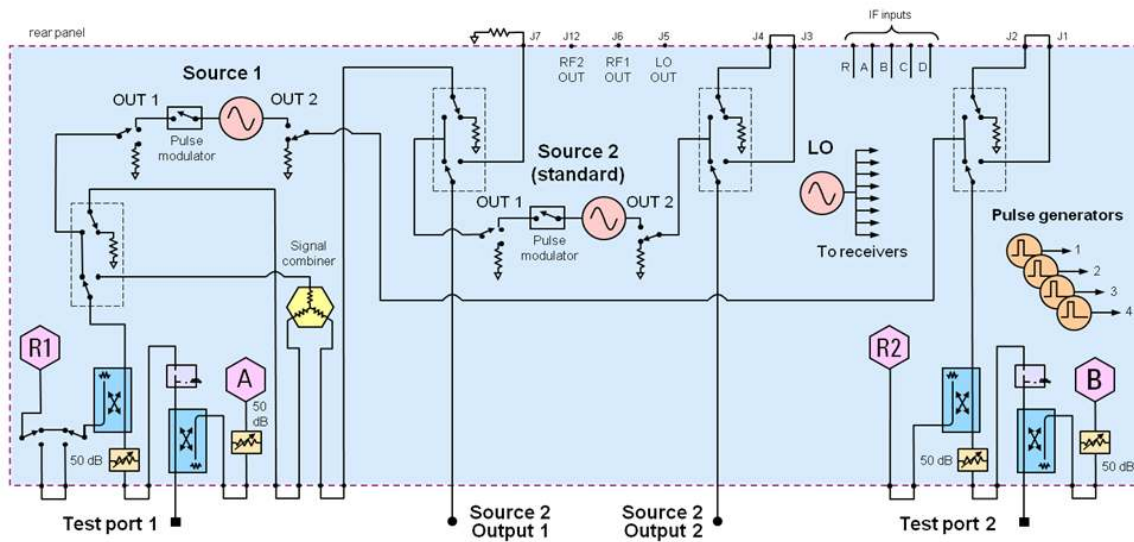 IF inputs
rear panel
J7
J12
J6
J5
J4
J3
J2
J1
RF2
OUT
RF1
OUT
LO
OUT
R
A
B
C
D
Source 1
OUT 1
OUT 2
Pulse
modulator
Source 2
(standard)
LO
OUT 1
OUT 2
Pulse
modulator
To receivers
Pulse generators
1
2
3
4
Signal
combiner
R1
A
50
dB
50 dB
R2
B
50 dB
50 dB
Test port 1
Source 2
Output 1
Source 2
Output 2
Test port 2